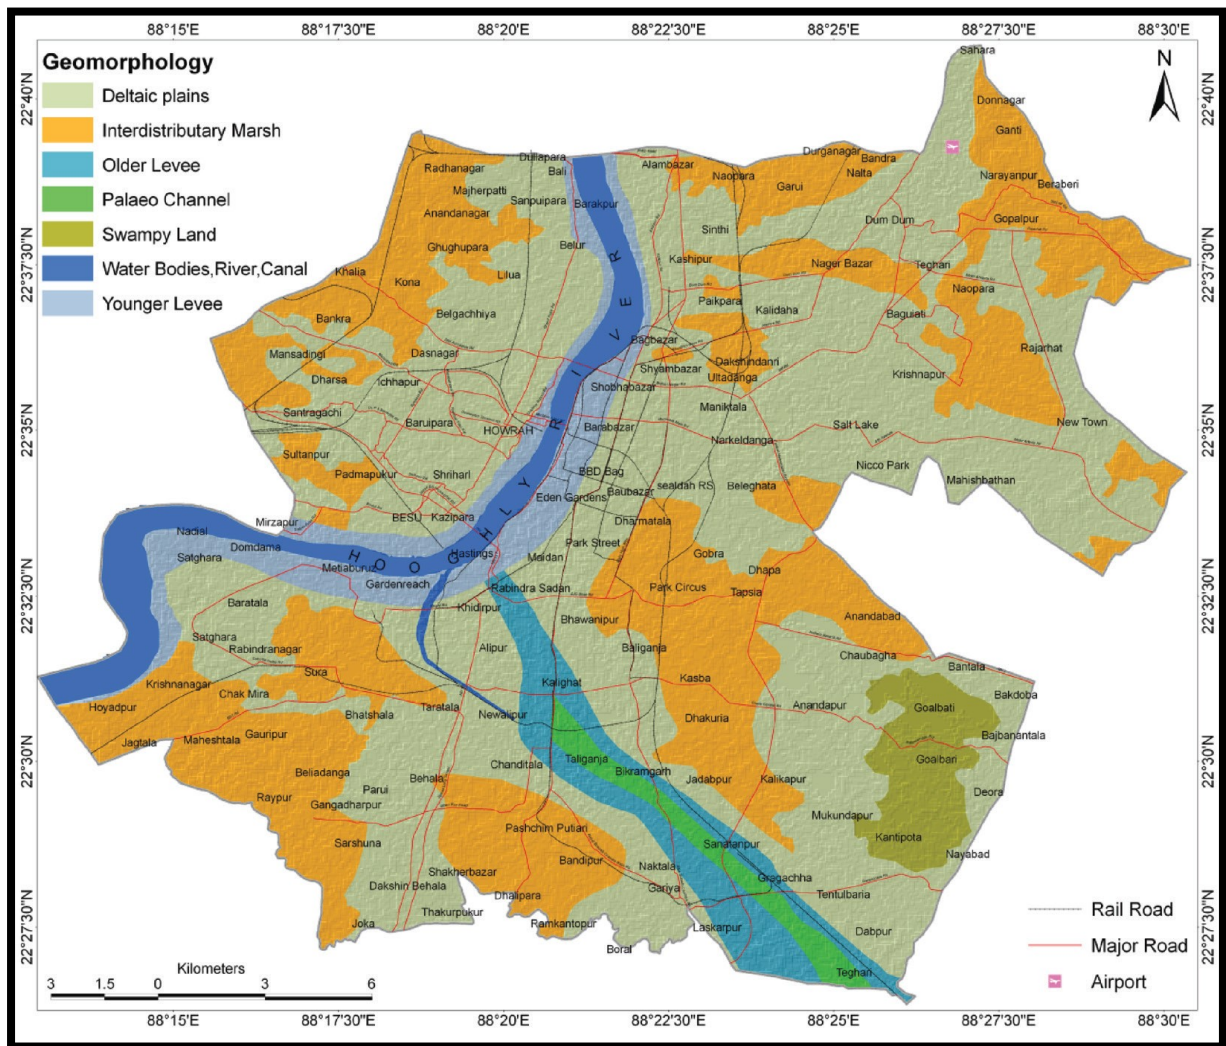 88°15'E 88°17'30"E 88°20'E 88°22'30"E 88°25'E 88°27'30"E 88°30'E
Geomorphology
Deltaic plains
Interdistributary Marsh
Older Levee
Palaeo Channel
Swampy Land
Water Bodies,River,Canal
Younger Levee
N
22°40'N 22°40'N
22°37'30"N 22°37'30"N
22°35'N 22°35'N
22°32'30"N 22°32'30"N
22°30'N 22°30'N
22°27'30"N 22°27'30"N
Sahara
Donnagar
Ganti
Dullapara
Bali
Alambazar
Durganagar
Bandra
Nalta
Radhanagar
Naopara
Garui
Narayanpur
Beraberi
Majherpatti
Sanpuipara
Barakpur
Anandanagar
Gopalpur
Dum Dum
Sinthi
Ghughupara
Belur
Kashipur
Nager Bazar
Teghari
Khalia
Kona
Lilua
Naopara
Paikpara
Kalidaha
Baguiati
Bankra
Belgachhiya
Bagbazar
Rajarhat
Mansadingi
Dasnagar
Shyambazar
Dakshindanri
Ultadanga
Krishnapur
Dharsa
Ichhapur
Shobhabazar
Maniktala
Santragachi
Baruipara
HOWRAH
Barabazar
Salt Lake
New Town
Narkeldanga
Sultanpur
Padmapukur
Shriharl
BBD Bag
Nicco Park
Mahishbathan
Eden Gardens
Baubazar
sealdah RS
Beleghata
Mirzapur
BESU
Kazipara
Dharmatala
Nadial
Domdama
Satghara
Hastings
Maidan
Park Street
Gobra
Metiaburuz
Gardenreach
HOOGHLY RIVER
Dhapa
Rabindra Sadan
Park Circus
Tapsia
Baratala
Khidirpur
Bhawanipur
Anandabad
Satghara
Rabindranagar
Alipur
Baliganja
Chaubagha
Bantala
Sura
Krishnanagar
Chak Mira
Kalighat
Kasba
Bakdoba
Hoyadpur
Bhatshala
Taratala
Newalipur
Dhakuria
Anandapur
Goalbati
Jagtala
Maheshtala
Gauripur
Bajbanantala
Beliadanga
Behala
Chanditala
Taliganja
Bikramgarh
Jadabpur
Kalikapur
Goalbari
Raypur
Parui
Gangadharpur
Deora
Mukundapur
Sarshuna
Pashchim Putiari
Bandipur
Sanatanpur
Kantipota
Nayabad
Shakherbazar
Naktala
Gragachha
Dakshin Behala
Dhalipara
Gariya
Tentulbaria
Thakurpukur
Joka
Ramkantopur
Laskarpur
Dabpur
Boral
Teghari
Rail Road
Major Road
Airport
Kilometers
3 1.5 0 3 6
88°15'E 88°17'30"E 88°20'E 88°22'30"E 88°25'E 88°27'30"E 88°30'E